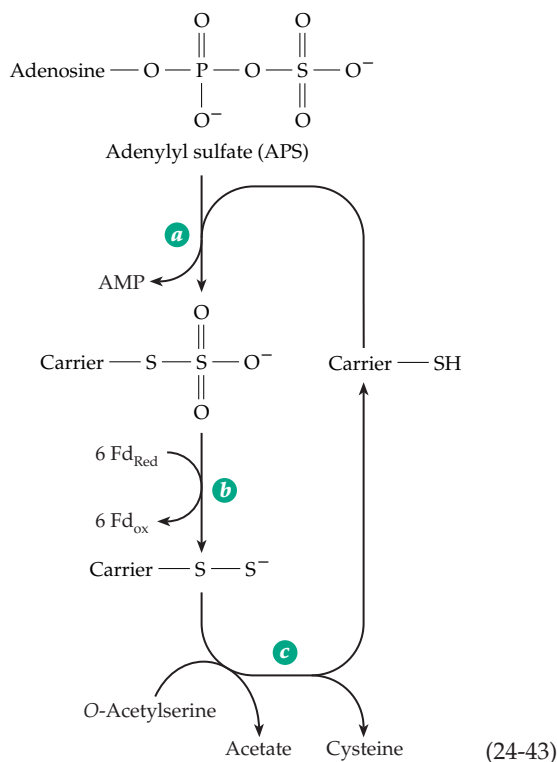 O
Adenosine — O — P — O — S — O⁻
O
O⁻
O
Adenylyl sulfate (APS)
a
AMP
O
Carrier — S — S — O⁻
O
Carrier — SH
6 Fd_Red
b
6 Fd_ox
Carrier — S — S⁻
c
O-Acetylserine
Acetate
Cysteine
(24-43)